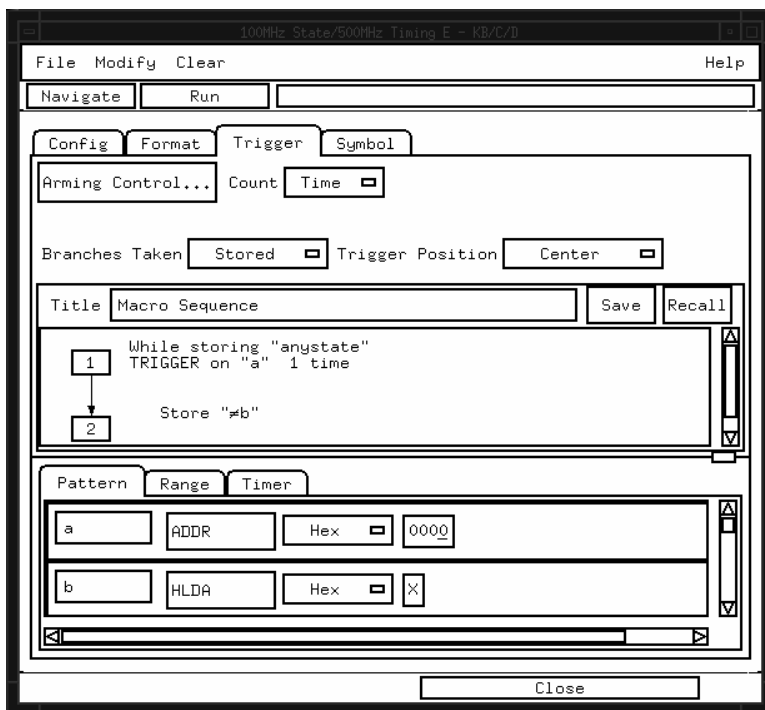 100MHz State/500MHz Timing E - KB/C/D
File Modify Clear Help
Navigate Run
Config Format Trigger Symbol
Arming Control... Count Time
Branches Taken Stored Trigger Position Center
Title Macro Sequence Save Recall
While storing "anystate"
1 TRIGGER on "a" 1 time
Store "≠b"
2
Pattern Range Timer
a ADDR Hex 0000
b HLDA Hex X
Close